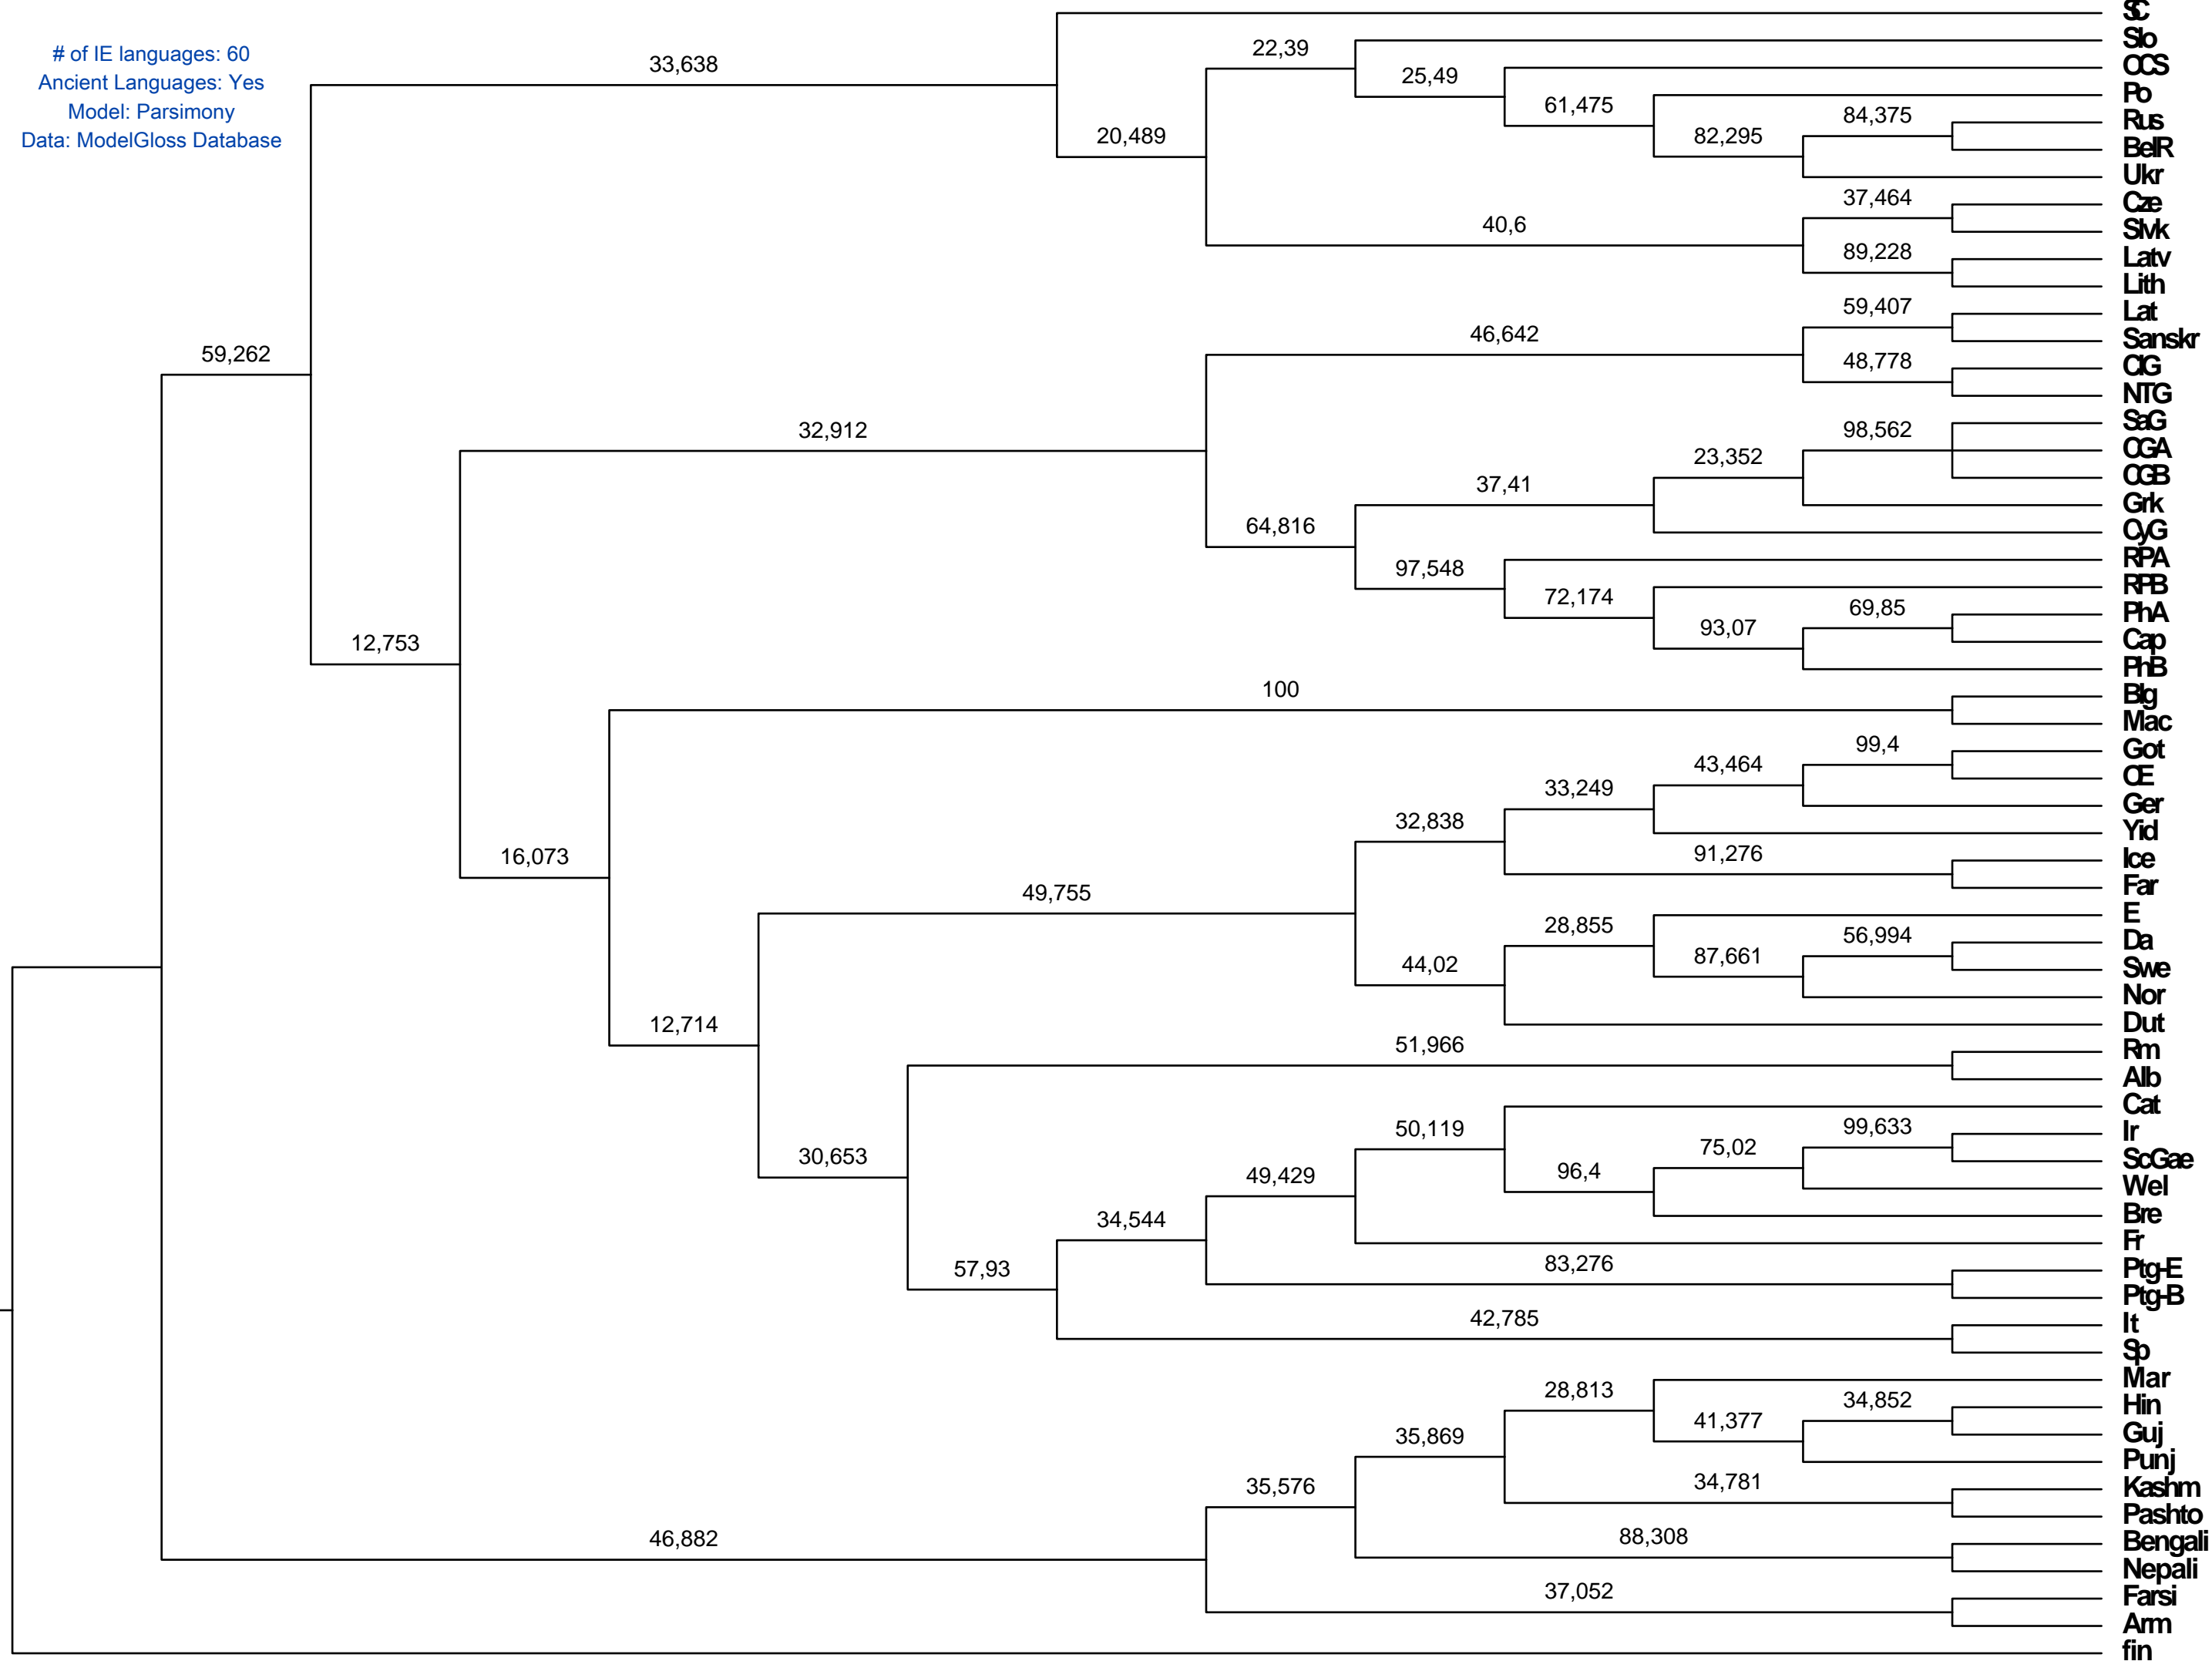 # of IE languages: 60
Ancient Languages: Yes
Model: Parsimony
Data: ModelGloss Database
SC
Slo
22,39
33,638
OCS
25,49
Po
61,475
84,375
Rus
82,295
20,489
BelR
Ukr
37,464
Cze
40,6
Slvk
89,228
Latv
Lith
59,407
Lat
46,642
Sanskr
59,262
48,778
ClG
NTG
SaG
32,912
98,562
OGA
23,352
OGB
37,41
Grk
64,816
CyG
RPA
97,548
RPB
72,174
69,85
PhA
93,07
12,753
Cap
PhB
100
Blg
Mac
99,4
Got
43,464
OE
33,249
Ger
32,838
Yid
16,073
91,276
Ice
49,755
Far
E
28,855
56,994
Da
87,661
44,02
Swe
Nor
12,714
Dut
51,966
Rm
Alb
Cat
50,119
99,633
Ir
75,02
30,653
96,4
ScGae
49,429
Wel
34,544
Bre
Fr
57,93
83,276
Ptg-E
Ptg-B
42,785
It
Sp
Mar
28,813
34,852
Hin
41,377
35,869
Guj
Punj
35,576
34,781
Kashm
Pashto
46,882
88,308
Bengali
Nepali
37,052
Farsi
Arm
fin